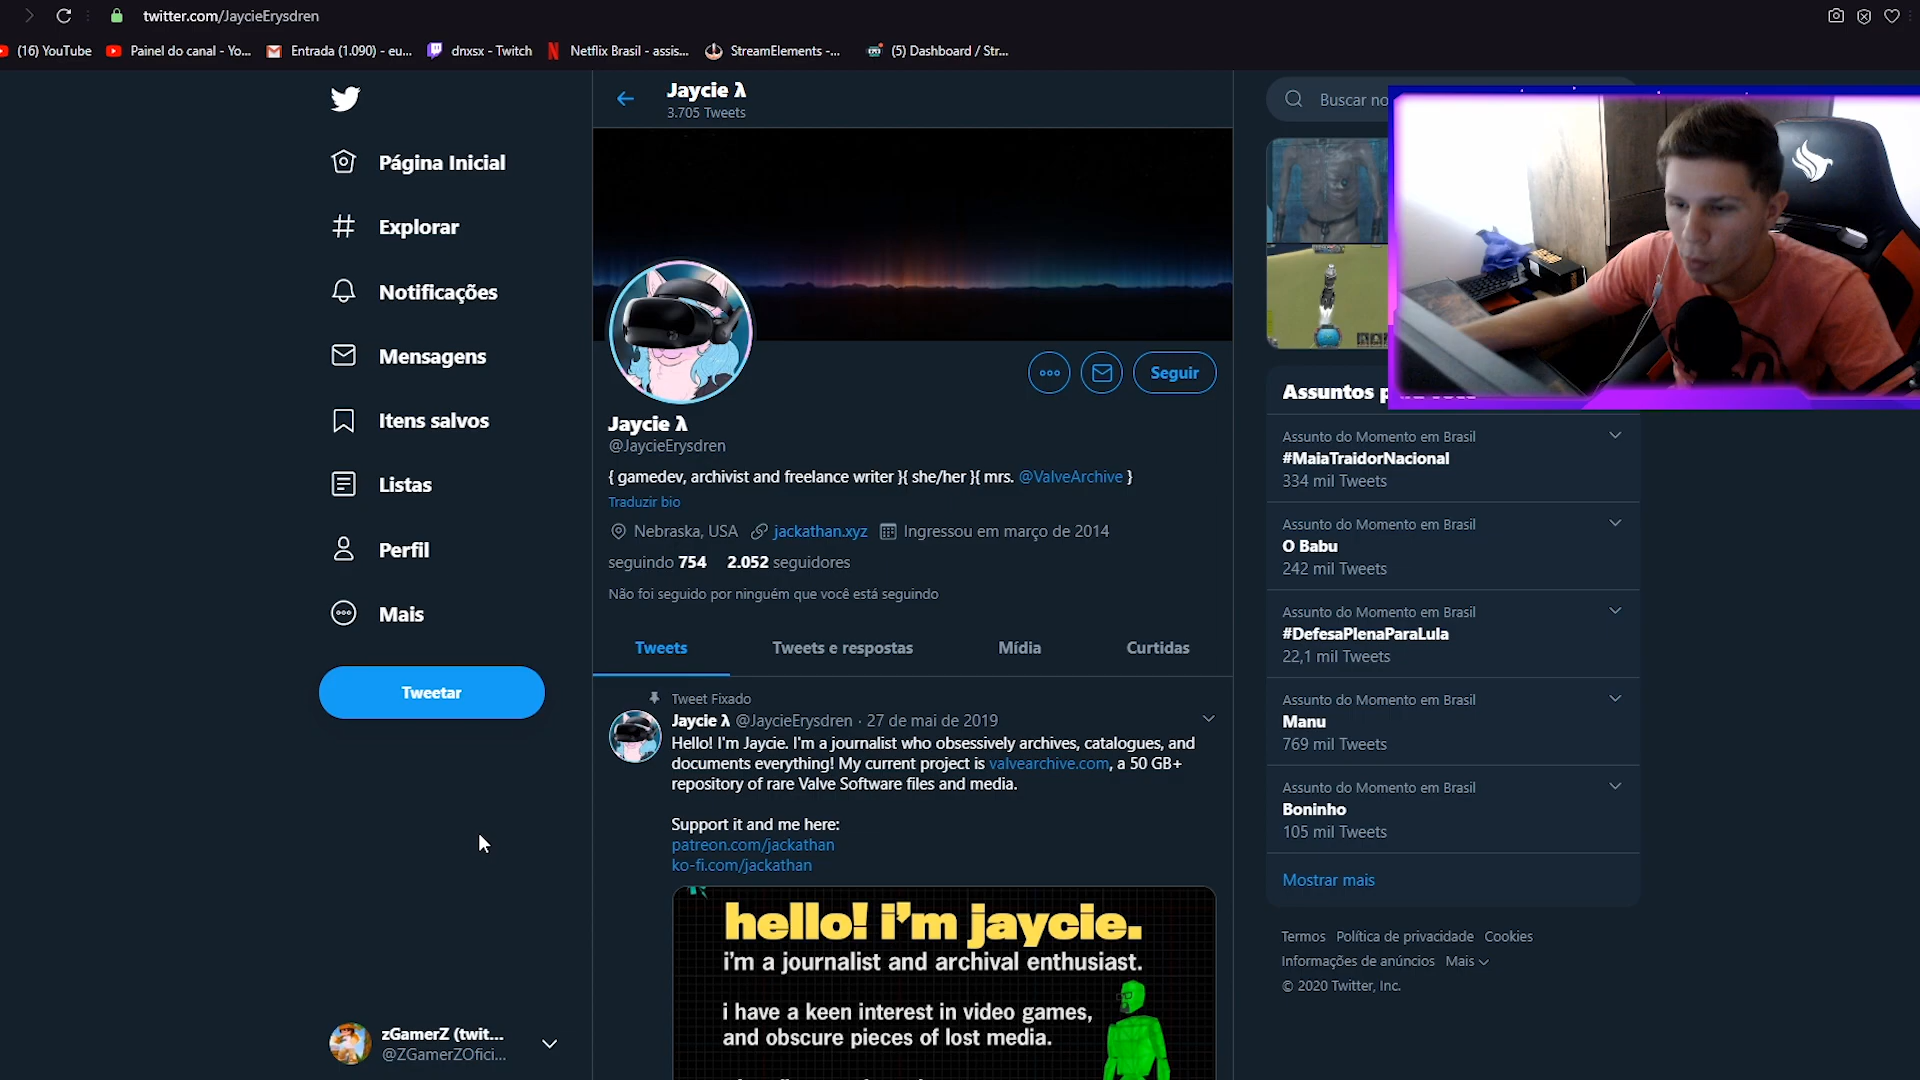 twitter.com/JaycieErysdren
(16) YouTube
Painel do canal - Yo...
Entrada (1.090) - eu...
dnxsx - Twitch
Netflix Brasil - assis...
StreamElements -...
(5) Dashboard / Str...
Página Inicial
Explorar
Notificações
Mensagens
Itens salvos
Listas
Perfil
Mais
Tweetar
zGamerZ (twit...
@ZGamerZOfici...
Jaycie λ
3.705 Tweets
Seguir
Jaycie λ
@JaycieErysdren
{ gamedev, archivist and freelance writer }{ she/her }{ mrs. @ValveArchive }
Traduzir bio
Nebraska, USA jackathan.xyz Ingressou em março de 2014
seguindo 754 2.052 seguidores
Não foi seguido por ninguém que você está seguindo
Tweets Tweets e respostas Mídia Curtidas
Tweet Fixado
Jaycie λ @JaycieErysdren · 27 de mai de 2019
Hello! I'm Jaycie. I'm a journalist who obsessively archives, catalogues, and
documents everything! My current project is valvearchive.com, a 50 GB+
repository of rare Valve Software files and media.
Support it and me here:
patreon.com/jackathan
ko-fi.com/jackathan
hello! i'm jaycie.
i'm a journalist and archival enthusiast.
i have a keen interest in video games,
and obscure pieces of lost media.
Buscar no
Assuntos
Assunto do Momento em Brasil
#MaiaTraidorNacional
334 mil Tweets
Assunto do Momento em Brasil
O Babu
242 mil Tweets
Assunto do Momento em Brasil
#DefesaPlenaParaLula
22,1 mil Tweets
Assunto do Momento em Brasil
Manu
769 mil Tweets
Assunto do Momento em Brasil
Boninho
105 mil Tweets
Mostrar mais
Termos Política de privacidade Cookies
Informações de anúncios Mais
© 2020 Twitter, Inc.